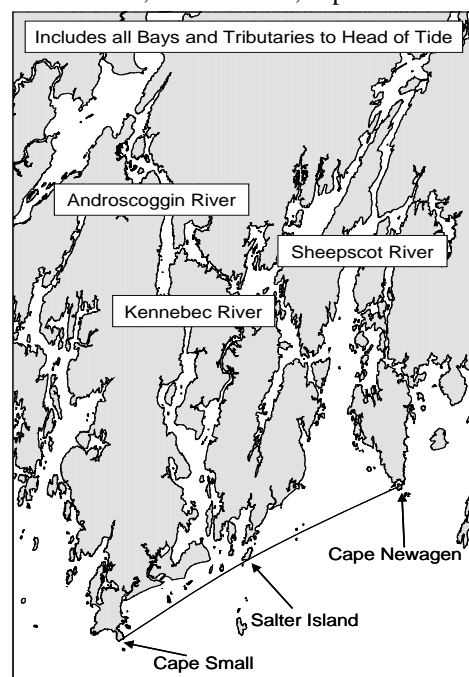 Includes all Bays and Tributaries to Head of Tide
Androscoggin River
Sheepscot River
Kennebec River
Cape Newagen
Salter Island
Cape Small